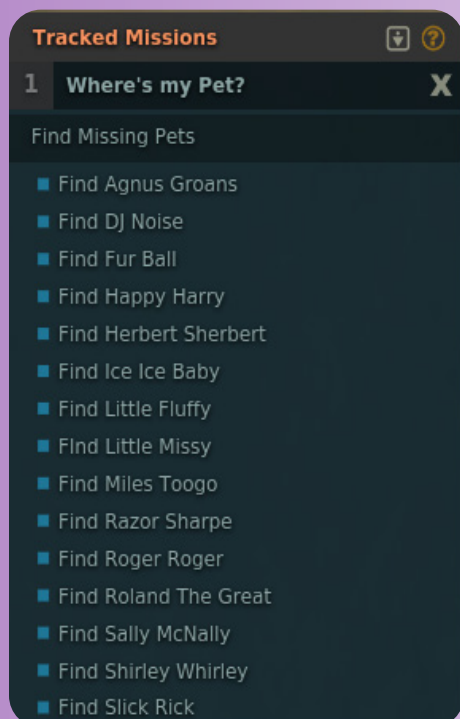 Tracked Missions
1 Where's my Pet? X
Find Missing Pets
Find Agnus Groans
Find DJ Noise
Find Fur Ball
Find Happy Harry
Find Herbert Sherbert
Find Ice Ice Baby
Find Little Fluffy
FInd Little Missy
Find Miles Toogo
Find Razor Sharpe
Find Roger Roger
Find Roland The Great
Find Sally McNally
Find Shirley Whirley
Find Slick Rick